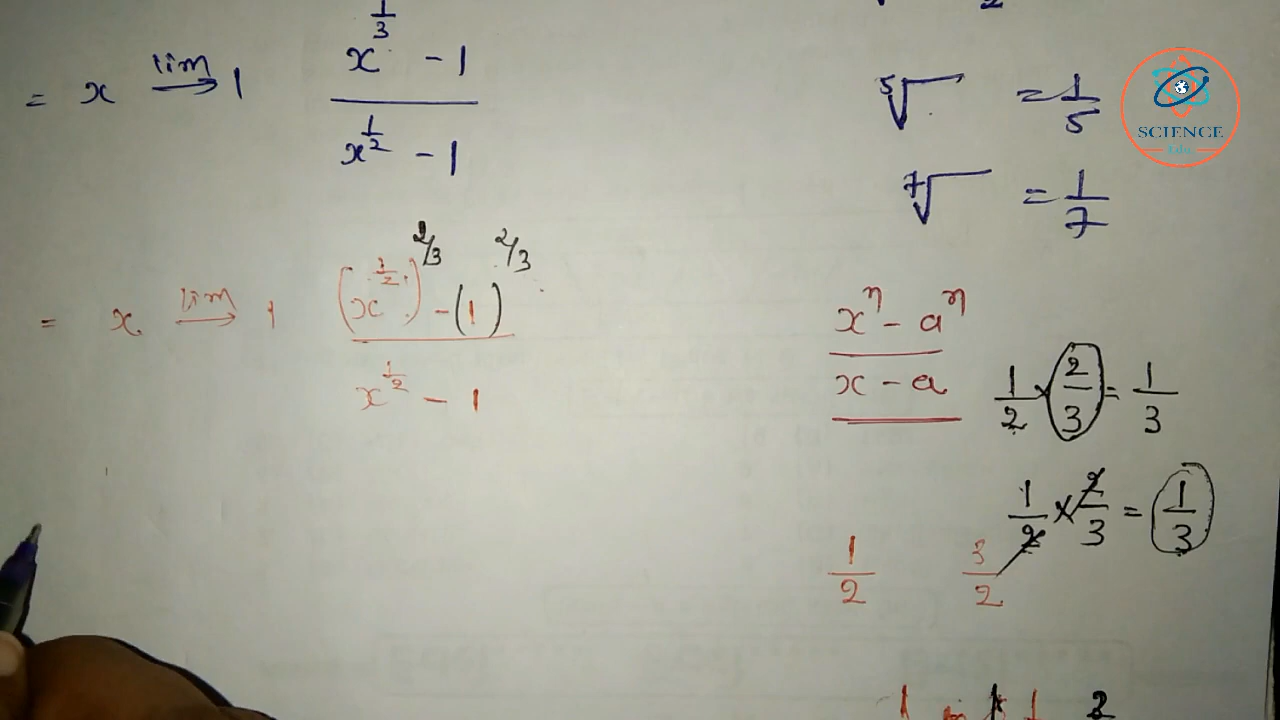 = x lim→ 1 (x^(1/3) - 1)/(x^(1/2) - 1)
⁵√ = 1/5
SCIENCE
⁷√ = 1/7
= x lim→ 1 ((x^(1/2))^(2/3) - (1)^(2/3))/(x^(1/2) - 1)
(x^n - a^n)/(x - a)
1/2 × 2/3 = 1/3
1/2 × 2/3 = 1/3
1/2 3/2